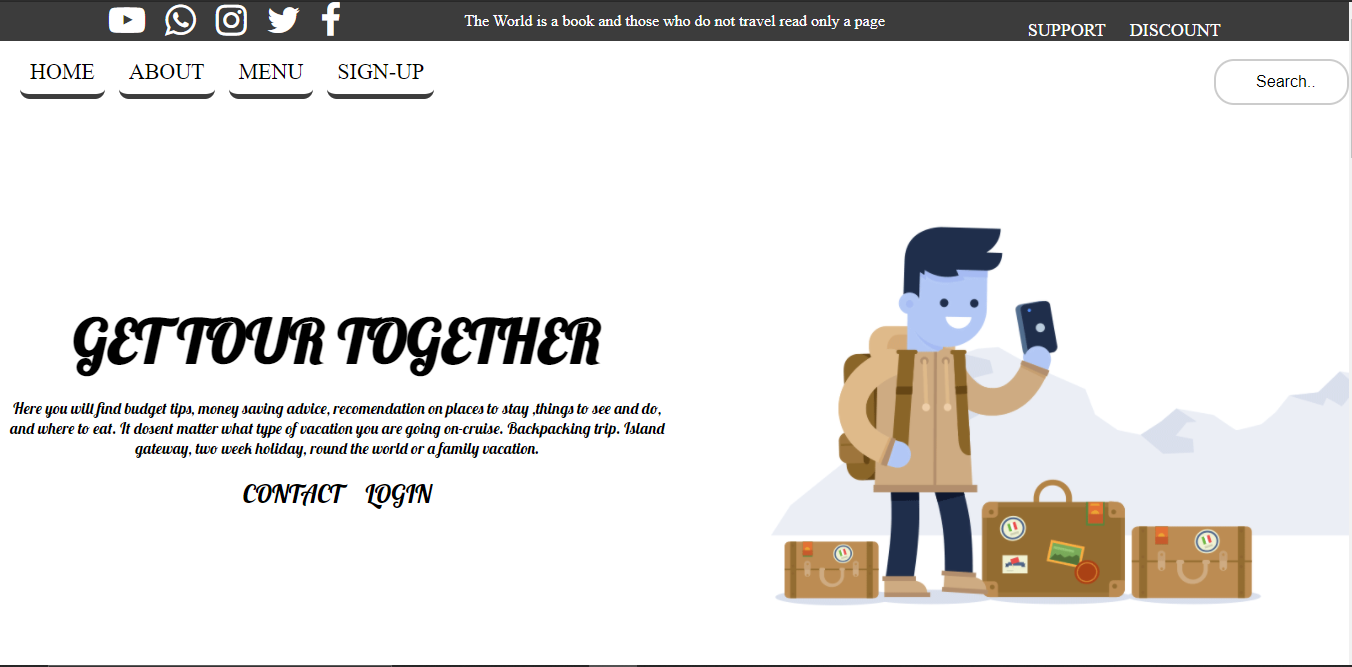 The World is a book and those who do not travel read only a page
SUPPORT DISCOUNT
HOME ABOUT MENU SIGN-UP
Search..
GET TOUR TOGETHER
Here you will find budget tips, money saving advice, recomendation on places to stay ,things to see and do,
and where to eat. It dosent matter what type of vacation you are going on-cruise. Backpacking trip. Island
gateway, two week holiday, round the world or a family vacation.
CONTACT LOGIN